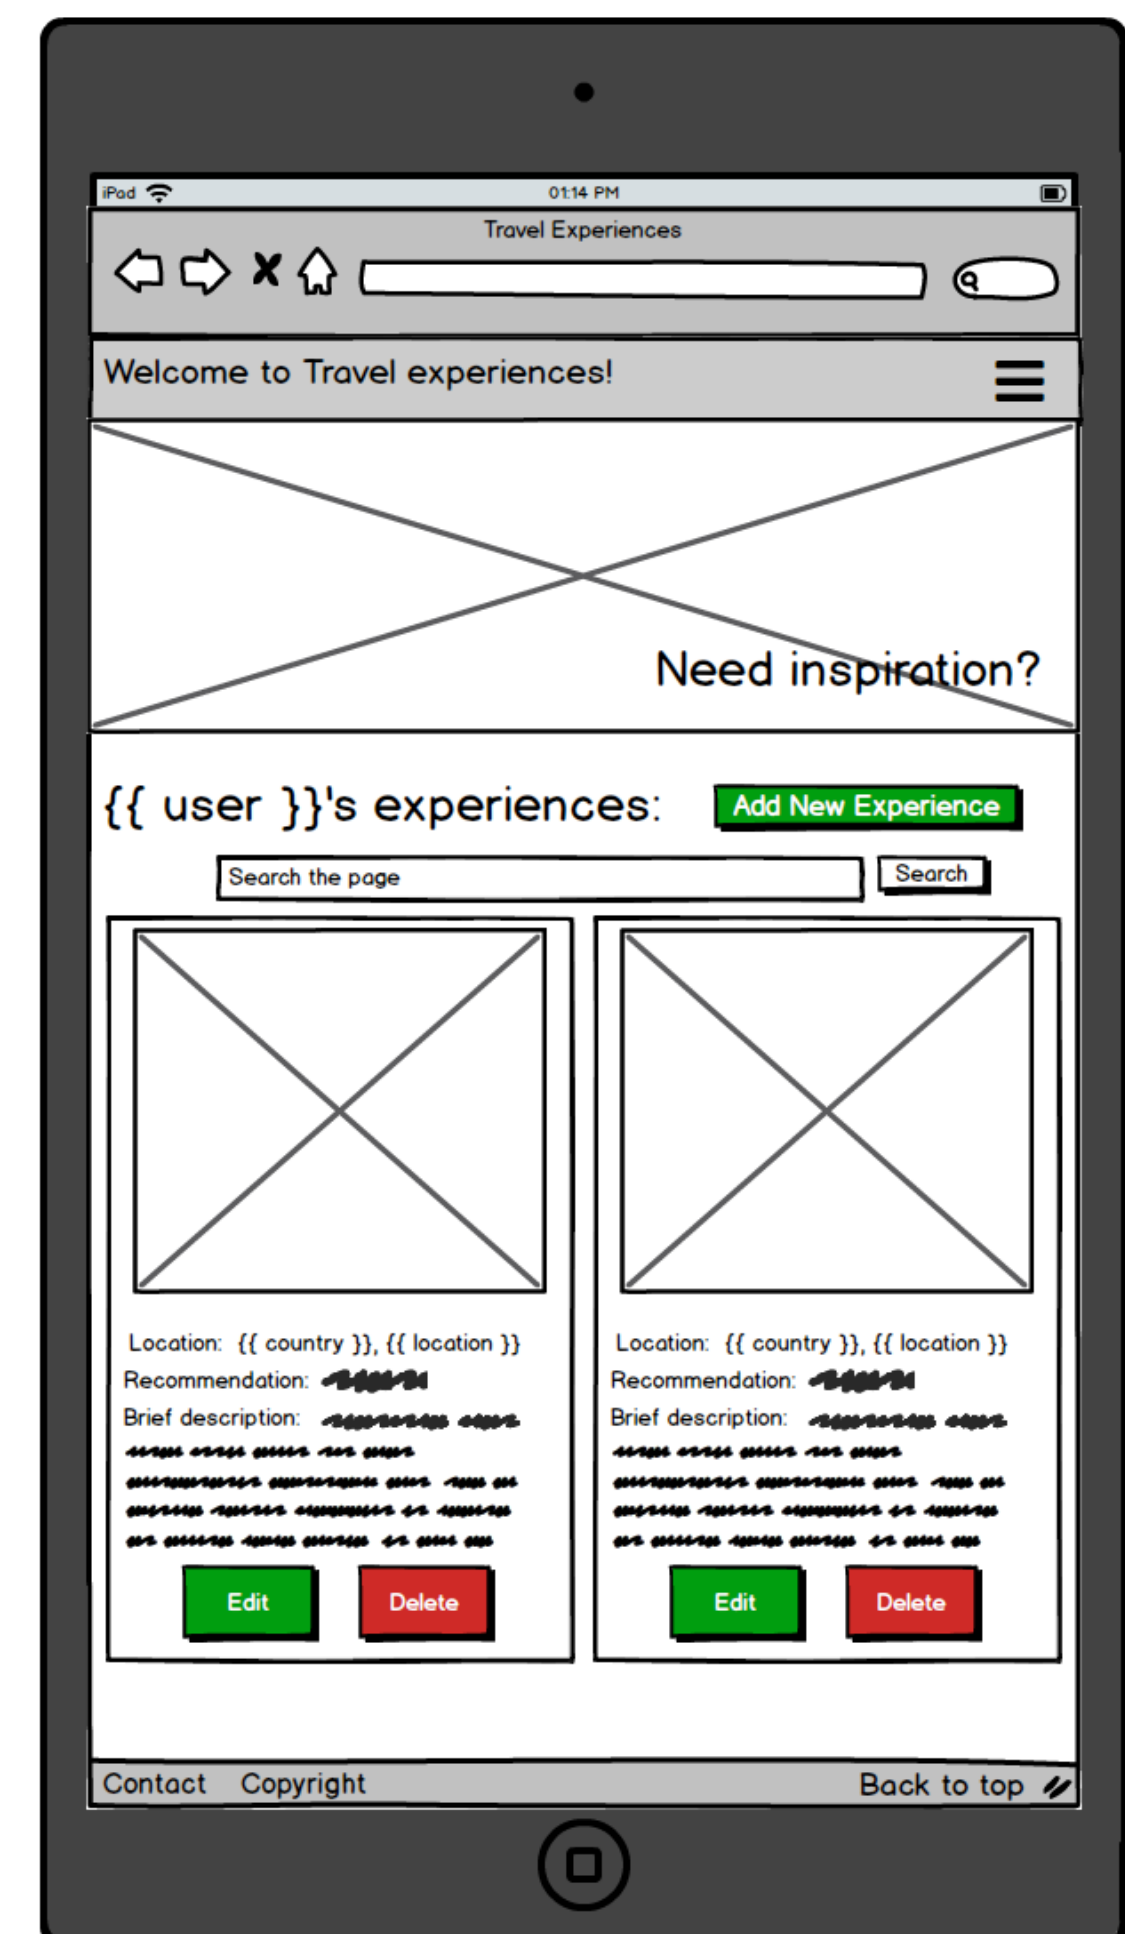 iPad 01:14 PM
Travel Experiences
Welcome to Travel experiences!
Need inspiration?
{{ user }}'s experiences: Add New Experience
Search the page Search
Location: {{ country }}, {{ location }}
Recommendation:
Brief description:
Edit Delete
Location: {{ country }}, {{ location }}
Recommendation:
Brief description:
Edit Delete
Contact Copyright Back to top